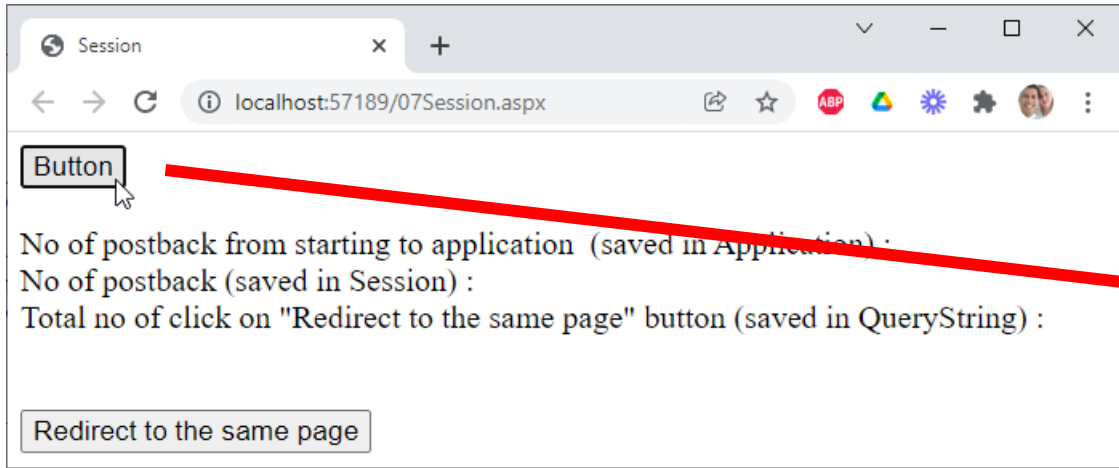 Session
localhost:57189/07Session.aspx
ABP
Button
No of postback from starting to application  (saved in Application) :
No of postback (saved in Session) :
Total no of click on "Redirect to the same page" button (saved in QueryString) :
Redirect to the same page